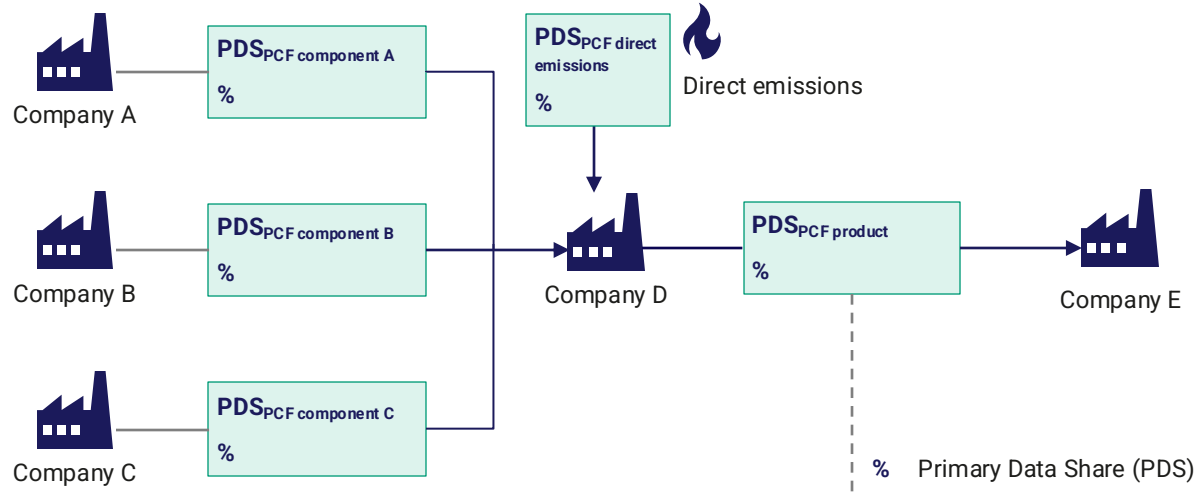 PDSPCF component A
%
Company A
PDSPCF direct
emissions
%
Direct emissions
PDSPCF component B
%
Company B
Company D
PDSPCF product
%
Company E
PDSPCF component C
%
Company C
% Primary Data Share (PDS)